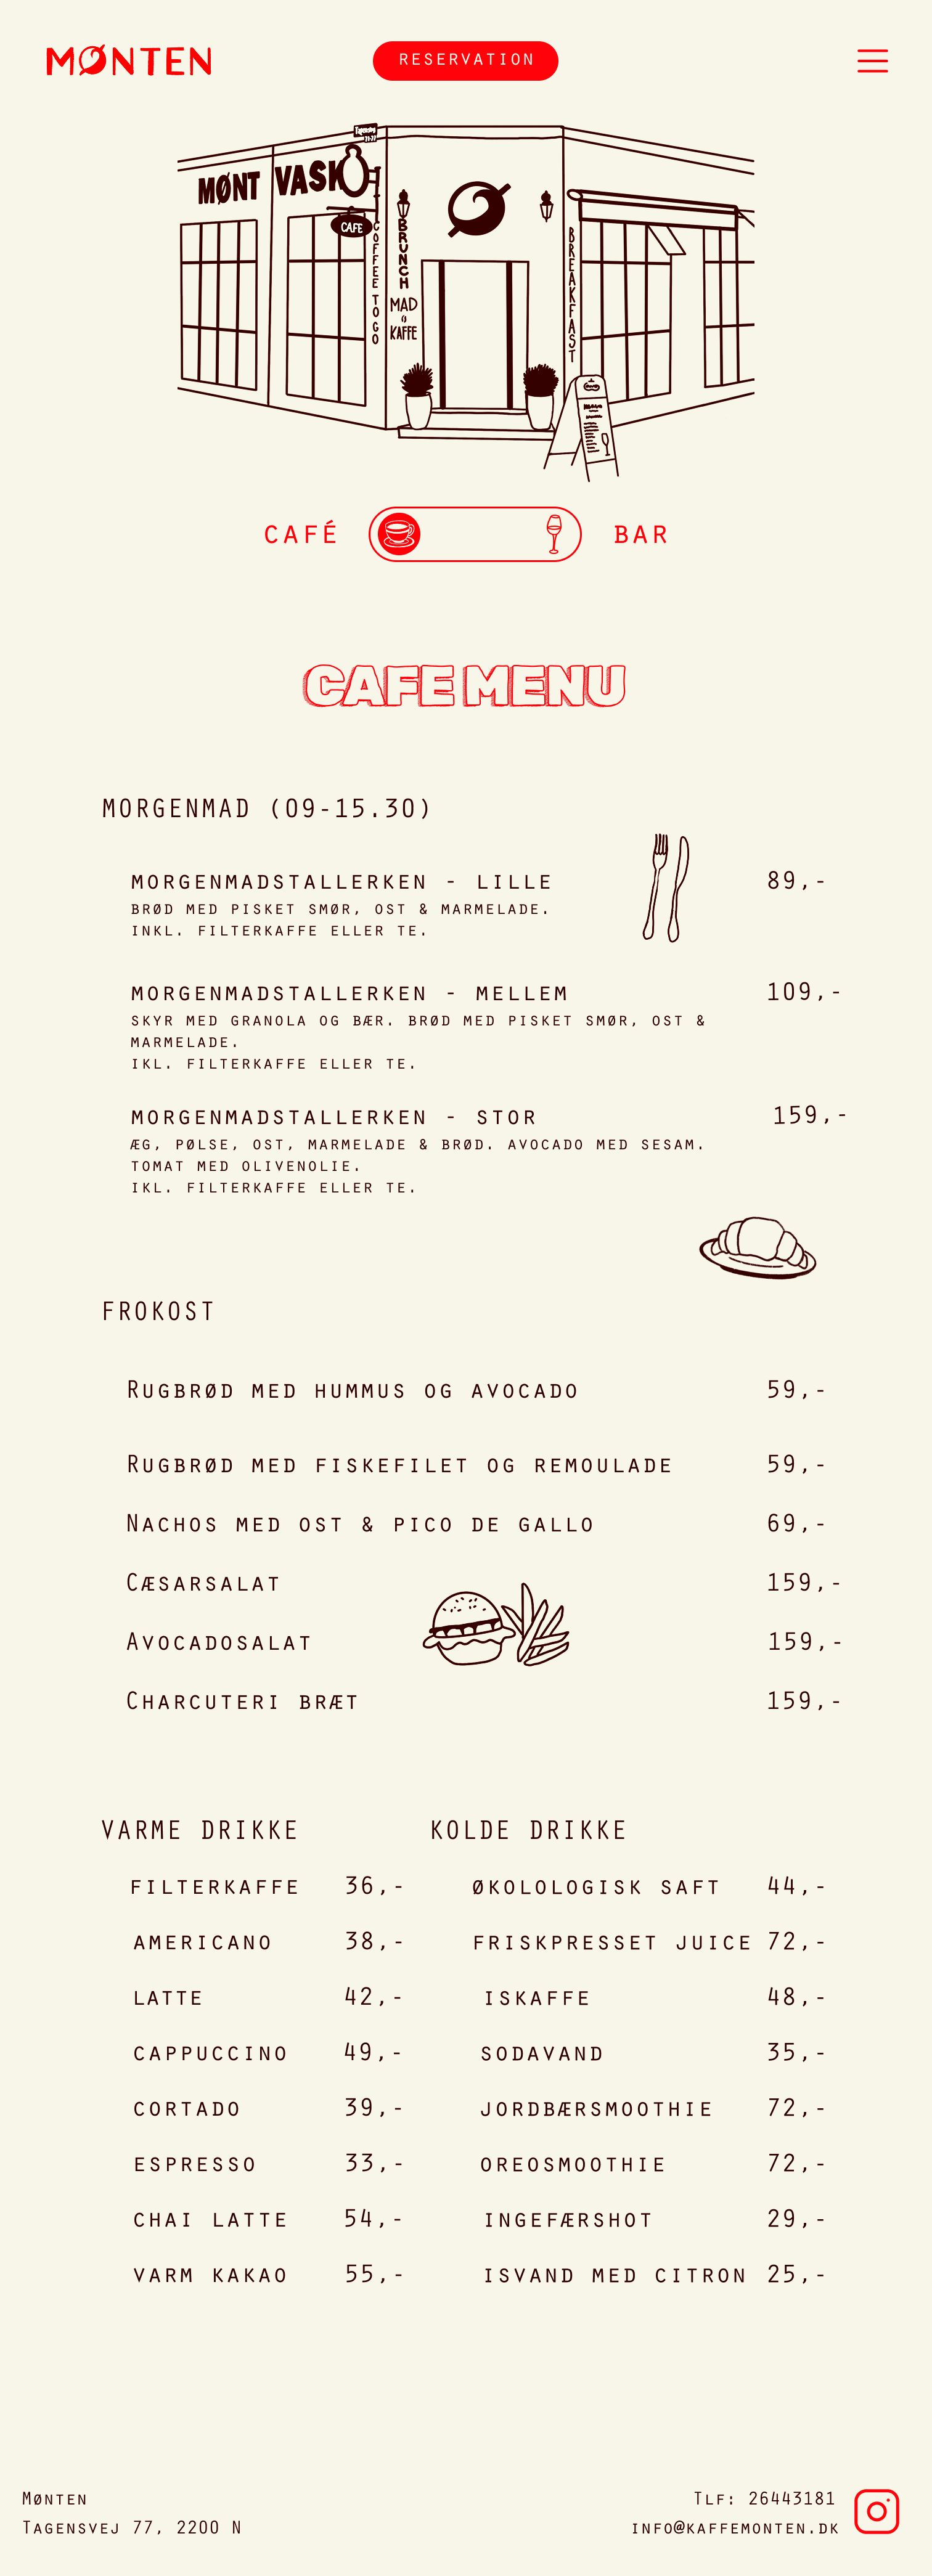 MØNTEN
RESERVATION
MØNT VASK
CAFE
COFFEE TO GO
BRUNCH
MAD
&
KAFFE
BREAKFAST
CAFÉ
BAR
CAFE MENU
MORGENMAD (09-15.30)
MORGENMADSTALLERKEN - LILLE 89,-
BRØD MED PISKET SMØR, OST & MARMELADE.
INKL. FILTERKAFFE ELLER TE.
MORGENMADSTALLERKEN - MELLEM 109,-
SKYR MED GRANOLA OG BÆR. BRØD MED PISKET SMØR, OST &
MARMELADE.
IKL. FILTERKAFFE ELLER TE.
MORGENMADSTALLERKEN - STOR 159,-
ÆG, PØLSE, OST, MARMELADE & BRØD. AVOCADO MED SESAM.
TOMAT MED OLIVENOLIE.
IKL. FILTERKAFFE ELLER TE.
FROKOST
RUGBRØD MED HUMMUS OG AVOCADO 59,-
RUGBRØD MED FISKEFILET OG REMOULADE 59,-
NACHOS MED OST & PICO DE GALLO 69,-
CÆSARSALAT 159,-
AVOCADOSALAT 159,-
CHARCUTERI BRÆT 159,-
VARME DRIKKE
FILTERKAFFE 36,-
AMERICANO 38,-
LATTE 42,-
CAPPUCCINO 49,-
CORTADO 39,-
ESPRESSO 33,-
CHAI LATTE 54,-
VARM KAKAO 55,-
KOLDE DRIKKE
ØKOLOLOGISK SAFT 44,-
FRISKPRESSET JUICE 72,-
ISKAFFE 48,-
SODAVAND 35,-
JORDBÆRSMOOTHIE 72,-
OREOSMOOTHIE 72,-
INGEFÆRSHOT 29,-
ISVAND MED CITRON 25,-
MØNTEN
TAGENSVEJ 77, 2200 N
TLF: 26443181
INFO@KAFFEMONTEN.DK